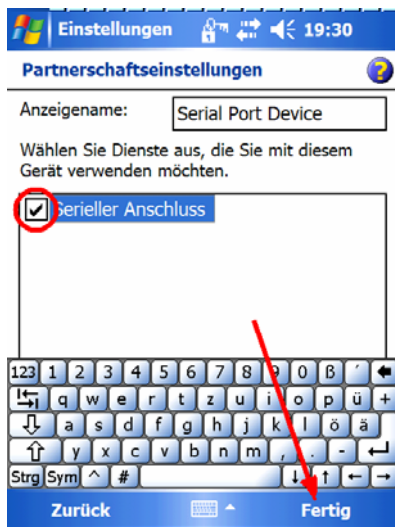 Einstellungen 19:30
Partnerschaftseinstellungen ?
Anzeigename: Serial Port Device
Wählen Sie Dienste aus, die Sie mit diesem
Gerät verwenden möchten.
Serieller Anschluss
123 1 2 3 4 5 6 7 8 9 0 ß ´
q w e r t z u i o p ü +
a s d f g h j k l ö ä
y x c v b n m , . -
Strg Sym ^ # ↓ ↑ ← →
Zurück Fertig